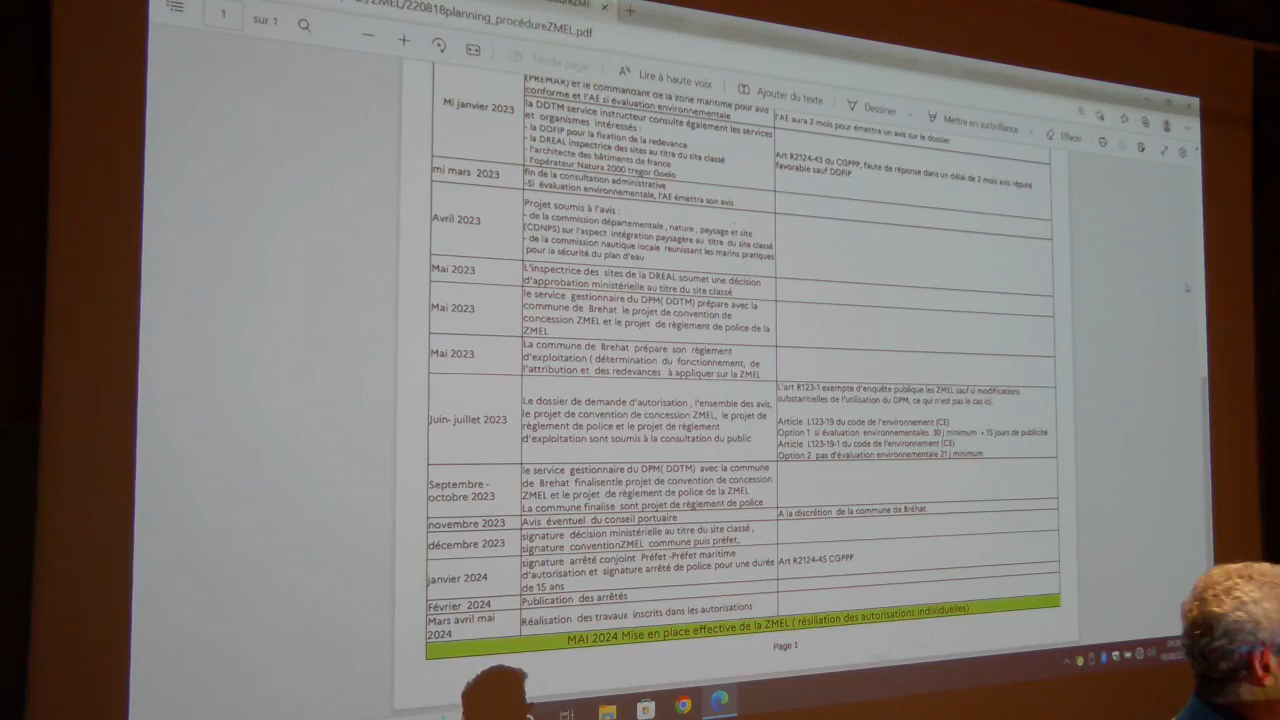 ZMEL/220818planning_procédureZMEL.pdf
1 sur 1
Mode page
Lire à haute voix
Ajouter du texte
Dessiner
Mettre en surbrillance
Effacer
Mi janvier 2023
(PREMAR) et le commandant de la zone maritime pour avis
conforme et l'AE si évaluation environnementale
la DDTM service instructeur consulte également les services
et organismes intéressés :
- la DDFIP pour la fixation de la redevance
- la DREAL inspectrice des sites au titre du site classé
- l'architecte des bâtiments de france
- l'opérateur Natura 2000 tregor Goelo
l'AE aura 2 mois pour émettre un avis sur le dossier
Art R2124-43 du CGPPP, faute de réponse dans un délai de 2 mois avis réputé
favorable sauf DDFIP
mi mars 2023
fin de la consultation administrative
-Si évaluation environnementale, l'AE émettra son avis
Avril 2023
Projet soumis à l'avis :
- de la commission départementale , nature , paysage et site
(CDNPS) sur l'aspect intégration paysagère au titre du site classé
- de la commission nautique locale reunissant les marins pratiques
pour la sécurité du plan d'eau
Mai 2023
L'inspectrice des sites de la DREAL soumet une décision
d'approbation ministérielle au titre du site classé
Mai 2023
le service gestionnaire du DPM( DDTM) prépare avec la
commune de Brehat le projet de convention de
concession ZMEL et le projet de règlement de police de la
ZMEL
Mai 2023
La commune de Brehat prépare son règlement
d'exploitation ( détermination du fonctionnement, de
l'attribution et des redevances à appliquer sur la ZMEL
Juin- juillet 2023
Le dossier de demande d'autorisation , l'ensemble des avis,
le projet de convention de concession ZMEL, le projet de
règlement de police et le projet de règlement
d'exploitation sont soumis à la consultation du public
L'art R123-1 exempte d'enquête publique les ZMEL sauf si modifications
substantielles de l'utilisation du DPM, ce qui n'est pas le cas ici.
Article L123-19 du code de l'environnement (CE)
Option 1 si évaluation environnementales 30 j minimum + 15 jours de publicité
Article L123-19-1 du code de l'environnement (CE)
Option 2 pas d'évaluation environnementale 21 j minimum
Septembre -
octobre 2023
le service gestionnaire du DPM( DDTM) avec la commune
de Brehat finalisentle projet de convention de concession
ZMEL et le projet de règlement de police de la ZMEL
La commune finalise sont projet de règlement de police
novembre 2023
Avis éventuel du conseil portuaire
A la discrétion de la commune de Bréhat
décembre 2023
signature décision ministérielle au titre du site classé ,
signature conventionZMEL commune puis préfet,
janvier 2024
signature arrêté conjoint Préfet -Préfet maritime
d'autorisation et signature arrêté de police pour une durée
de 15 ans
Art R2124-45 CGPPP
Février 2024
Publication des arrêtés
Mars avril mai
2024
Réalisation des travaux inscrits dans les autorisations
MAI 2024 Mise en place effective de la ZMEL ( résiliation des autorisations individuelles)
Page 1